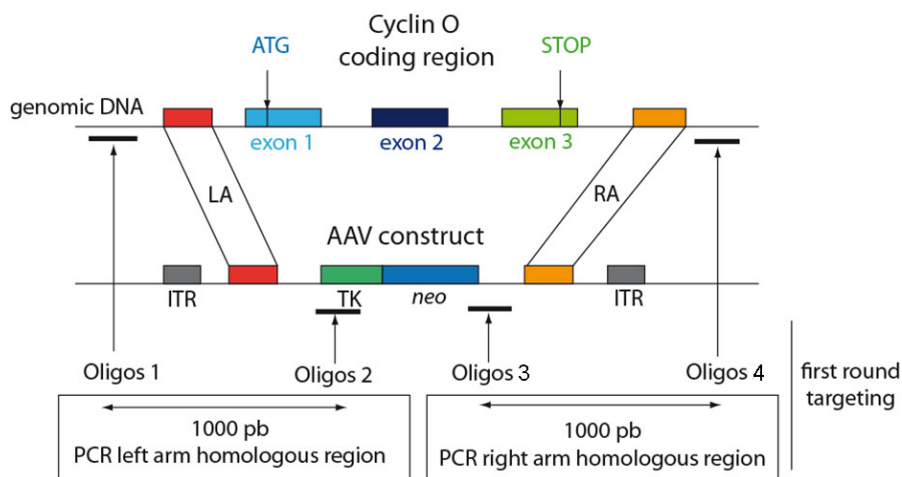 Cyclin O
coding region
ATG
STOP
genomic DNA
exon 1
exon 2
exon 3
LA
RA
AAV construct
ITR
TK
neo
ITR
Oligos 1
Oligos 2
Oligos 3
Oligos 4
first round
targeting
1000 pb
PCR left arm homologous region
1000 pb
PCR right arm homologous region